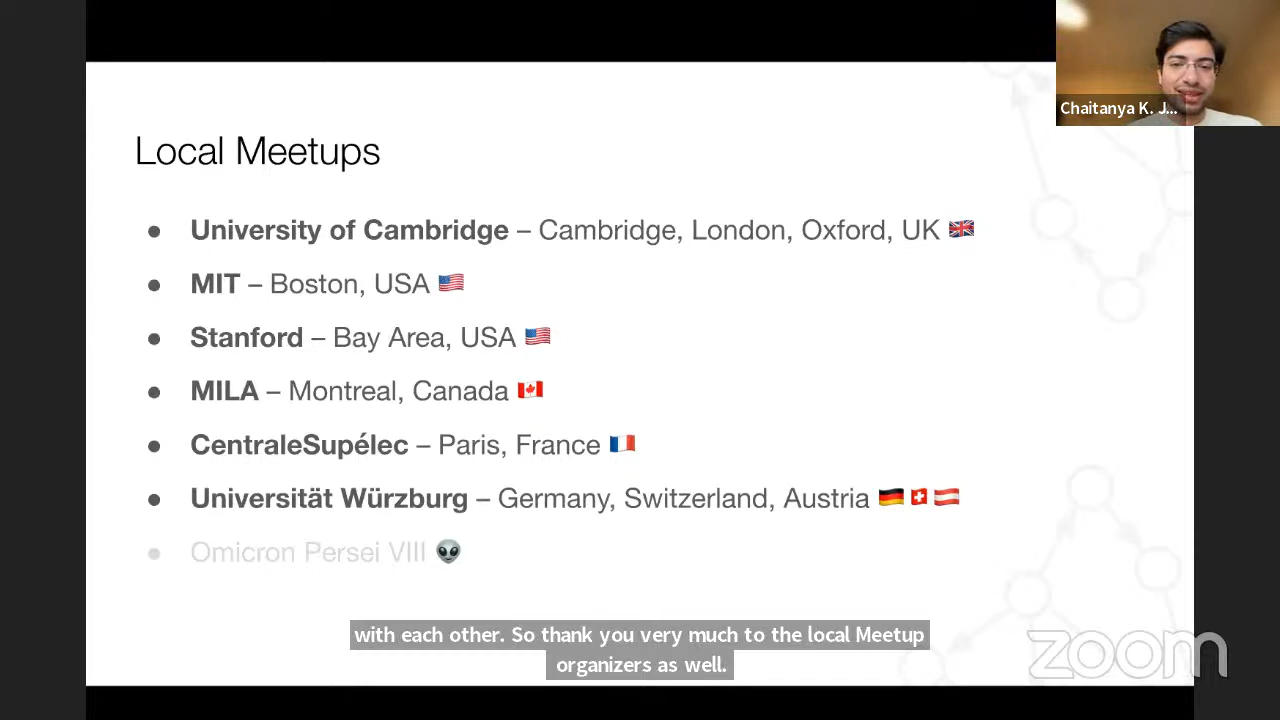 Chaitanya K. J...
Local Meetups
● University of Cambridge – Cambridge, London, Oxford, UK 🇬🇧
● MIT – Boston, USA 🇺🇸
● Stanford – Bay Area, USA 🇺🇸
● MILA – Montreal, Canada 🇨🇦
● CentraleSupélec – Paris, France 🇫🇷
● Universität Würzburg – Germany, Switzerland, Austria 🇩🇪🇨🇭🇦🇹
● Omicron Persei VIII 👽
with each other. So thank you very much to the local Meetup
organizers as well.
zoom